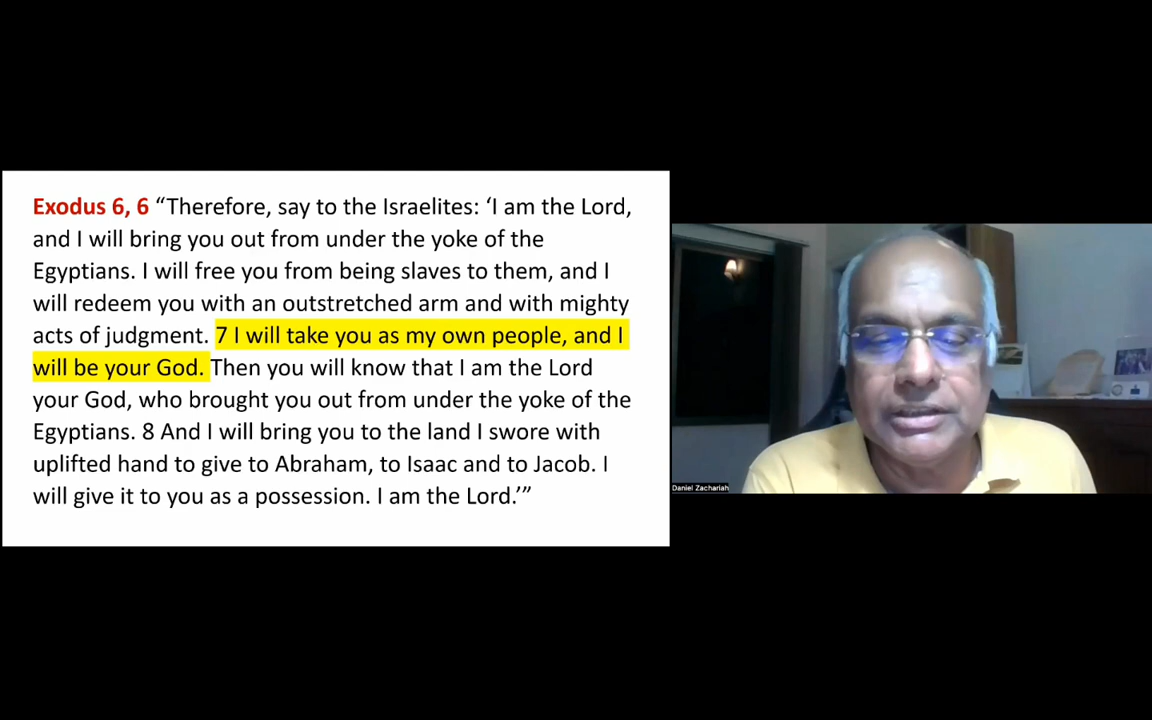 Exodus 6, 6 “Therefore, say to the Israelites: ‘I am the Lord,
and I will bring you out from under the yoke of the
Egyptians. I will free you from being slaves to them, and I
will redeem you with an outstretched arm and with mighty
acts of judgment. 7 I will take you as my own people, and I
will be your God. Then you will know that I am the Lord
your God, who brought you out from under the yoke of the
Egyptians. 8 And I will bring you to the land I swore with
uplifted hand to give to Abraham, to Isaac and to Jacob. I
will give it to you as a possession. I am the Lord.’”
Daniel Zachariah